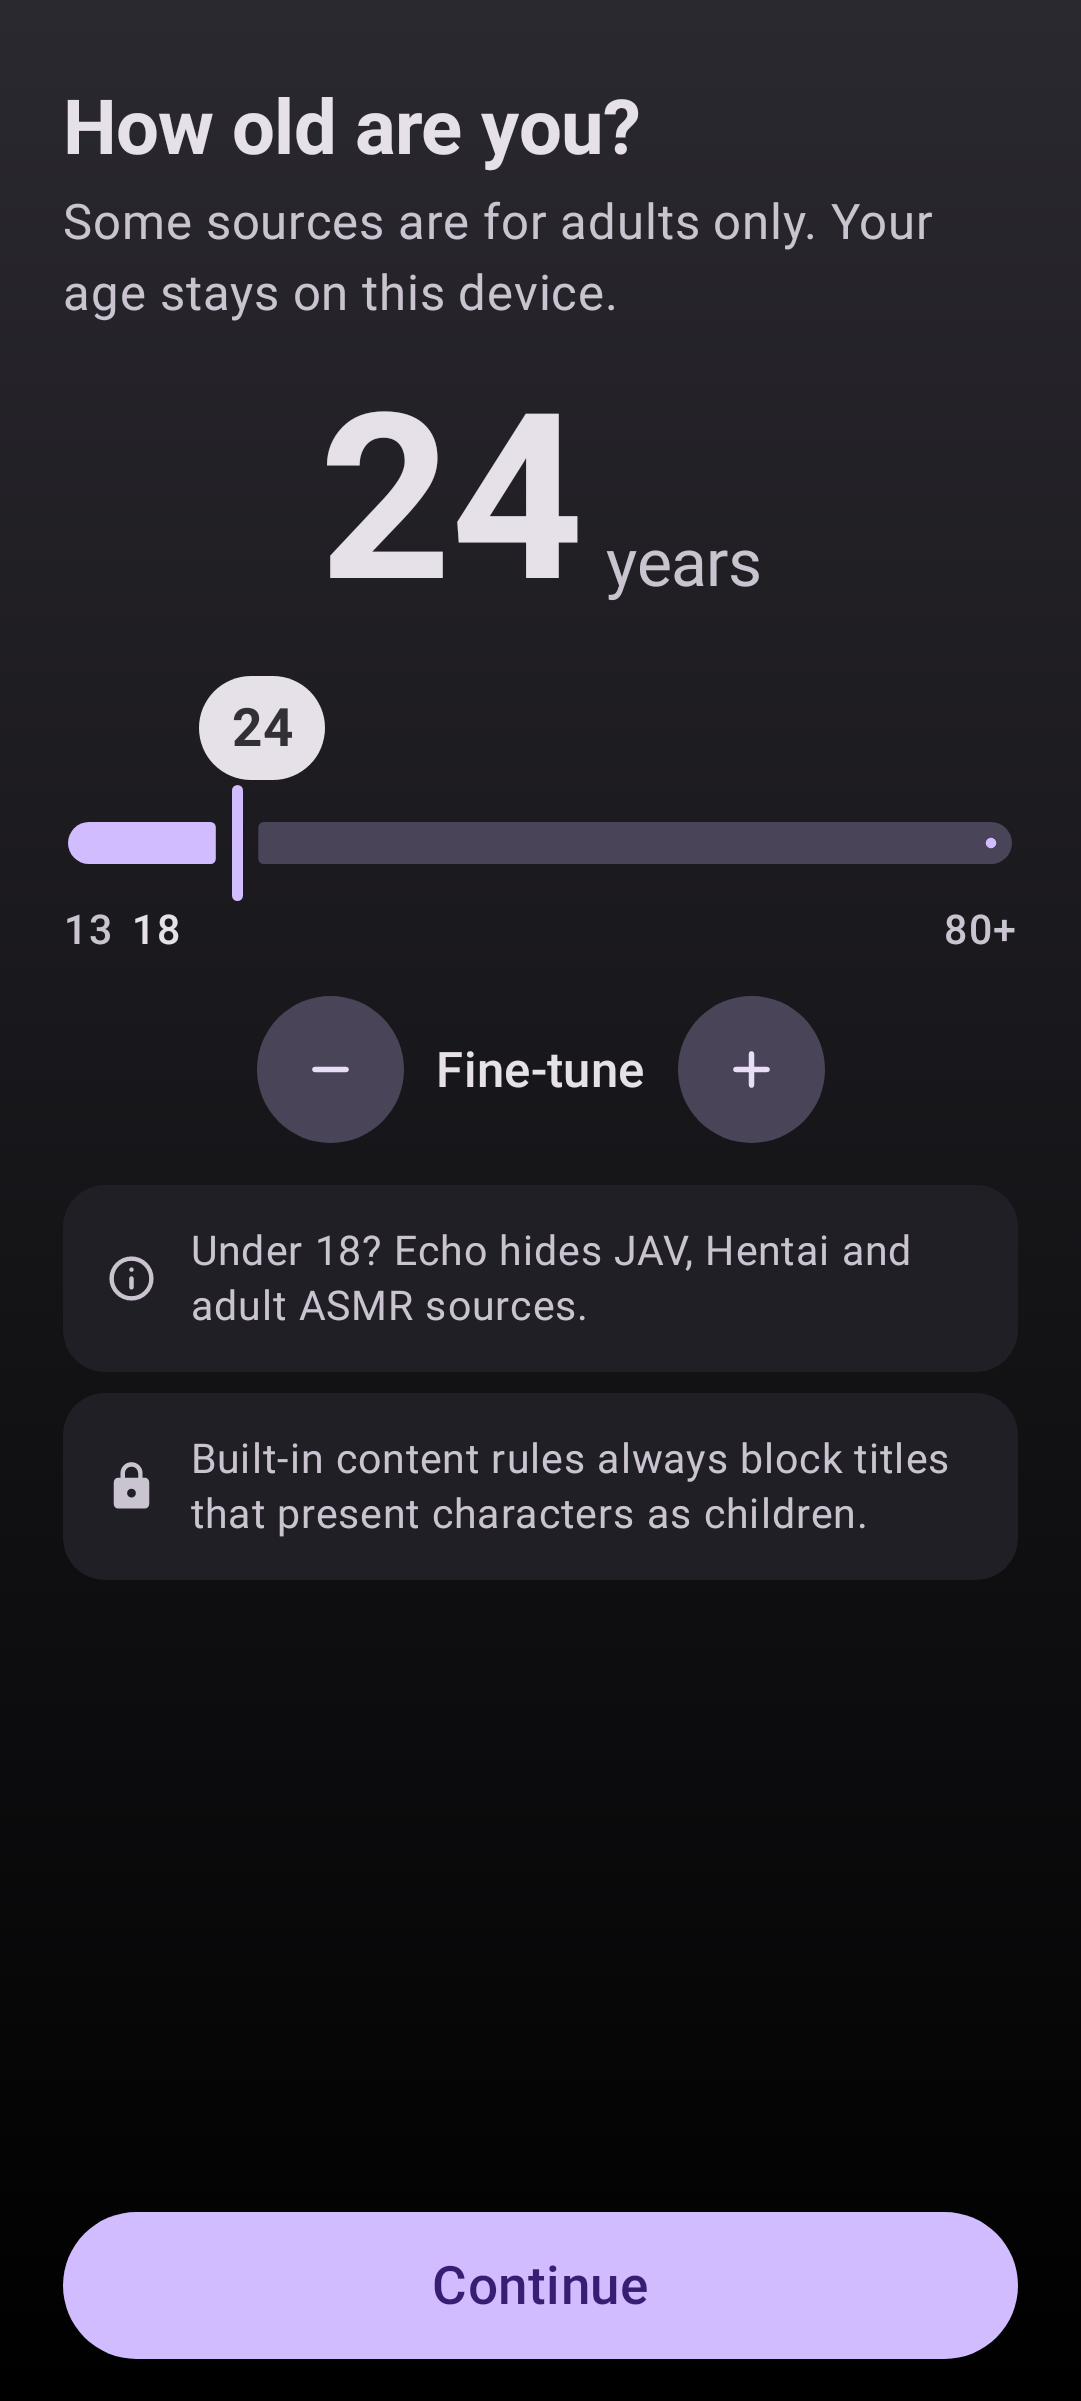 How old are you?
Some sources are for adults only. Your
age stays on this device.
24 years
24
13 18 80+
Fine-tune
Under 18? Echo hides JAV, Hentai and
adult ASMR sources.
Built-in content rules always block titles
that present characters as children.
Continue